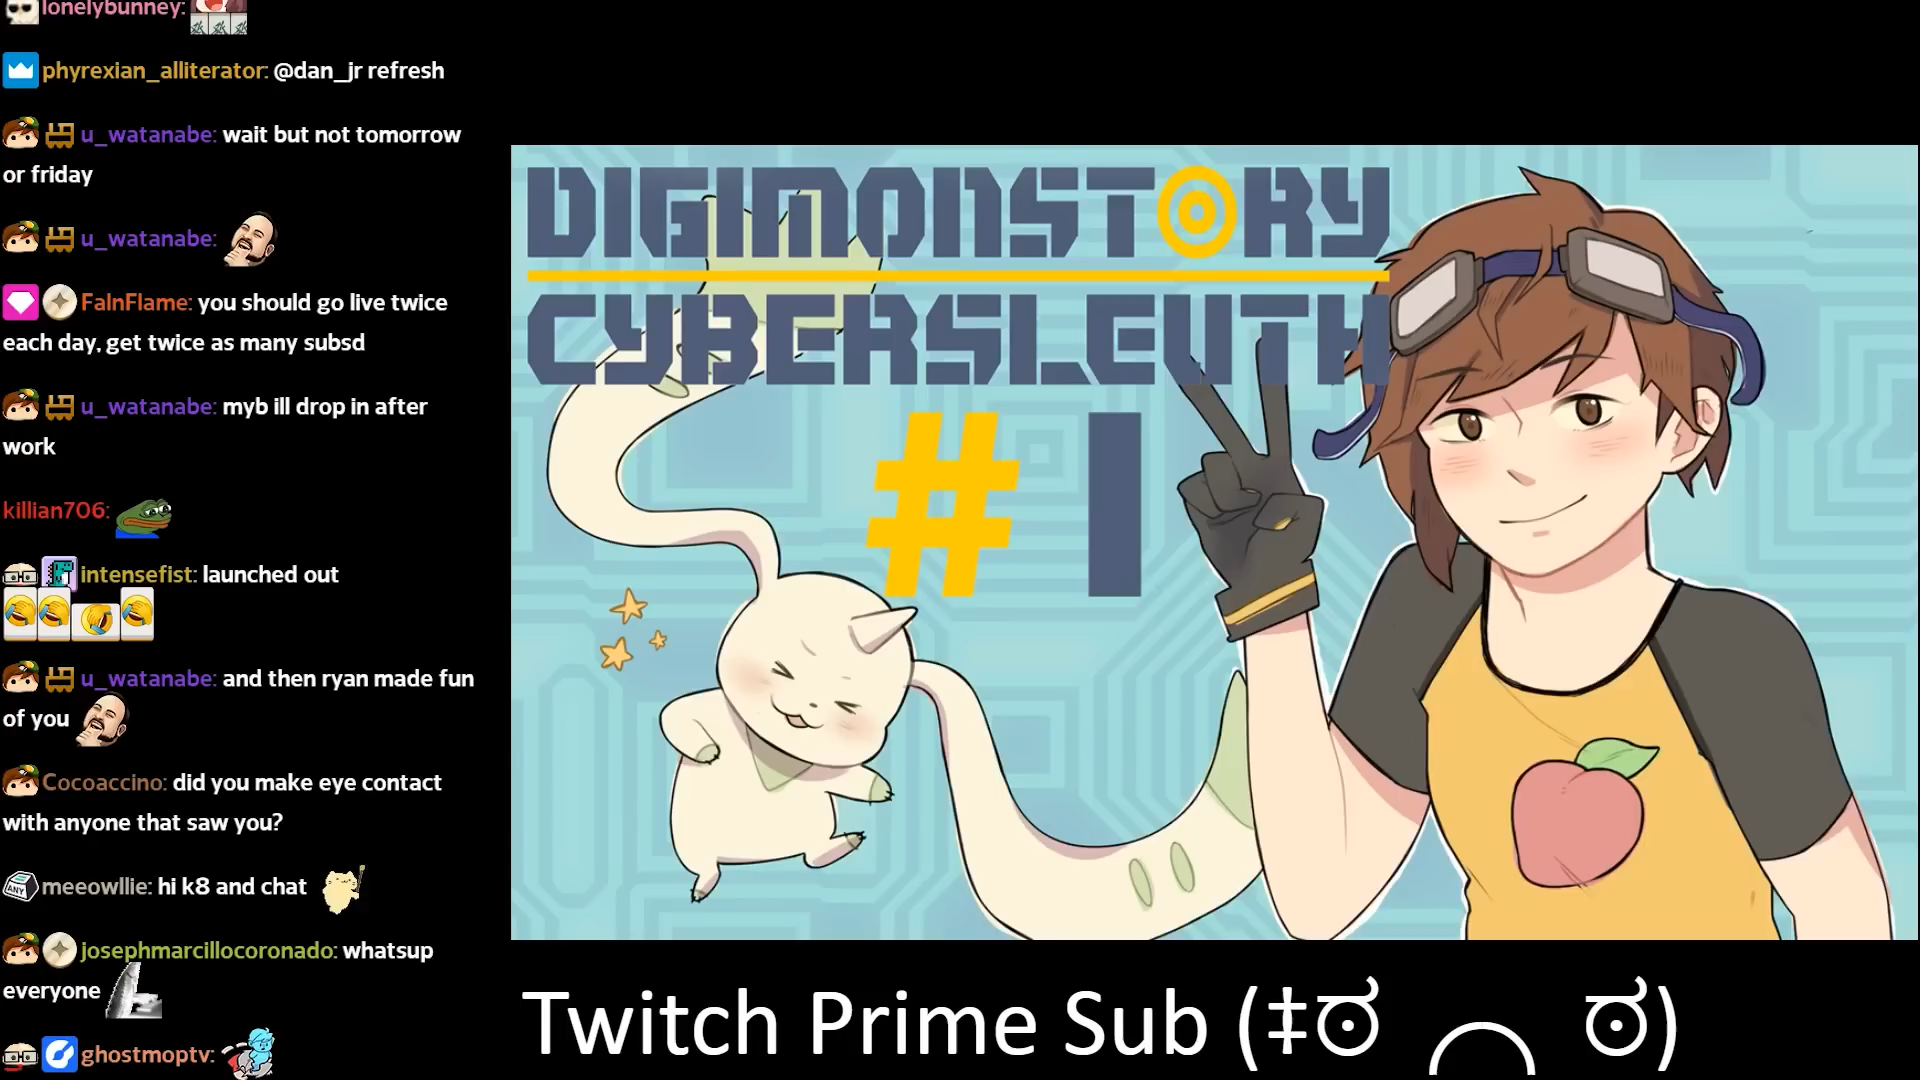 lonelybunney:
phyrexian_alliterator: @dan_jr refresh
u_watanabe: wait but not tomorrow
or friday
u_watanabe:
FalnFlame: you should go live twice
each day, get twice as many subsd
u_watanabe: myb ill drop in after
work
killian706:
intensefist: launched out
u_watanabe: and then ryan made fun
of you
Cocoaccino: did you make eye contact
with anyone that saw you?
ANY meeowllie: hi k8 and chat
josephmarcillocoronado: whatsup
everyone
ghostmoptv:
DIGIMONSTORY
CYBERSLEUTH
#1
Twitch Prime Sub (‡ಠ ︵ ಠ)